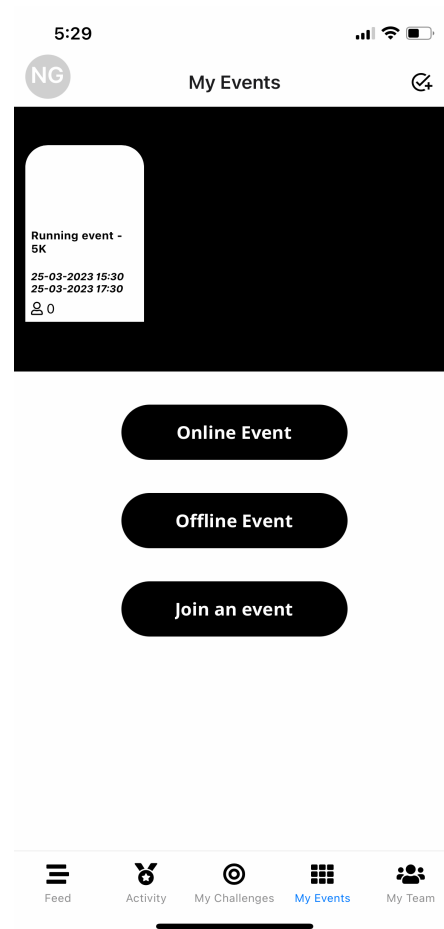 5:29
NG
My Events
Running event -
5K
25-03-2023 15:30
25-03-2023 17:30
0
Online Event
Offline Event
Join an event
Feed
Activity
My Challenges
My Events
My Team